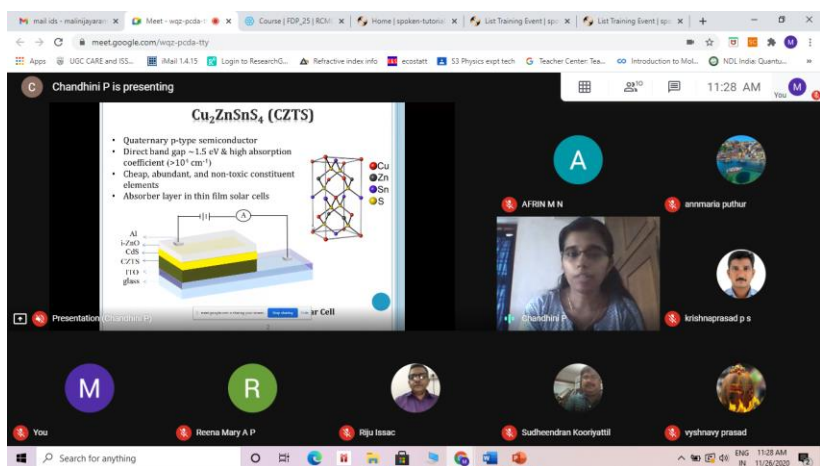 mail ids - malinijayaram
Meet - wqz-pcda-t
Course | FDP_25 | RCMI
Home | spoken-tutorial
List Training Event | spo
List Training Event | spo
meet.google.com/wqz-pcda-tty
M
Apps
UGC CARE and ISS...
iMail 1.4.15
Login to ResearchG...
Refractive index info
ecostatt
S3 Physics expt tech
Teacher Center: Tea...
Introduction to Mol...
NDL India: Quantu...
C
Chandhini P is presenting
10
11:28 AM
You
M
Cu₂ZnSnS₄ (CZTS)
• Quaternary p-type semiconductor
• Direct band gap ~1.5 eV & high absorption
coefficient (>10⁴ cm⁻¹)
• Cheap, abundant, and non-toxic constituent
elements
• Absorber layer in thin film solar cells
Cu
Zn
Sn
S
A
Al
i-ZnO
CdS
CZTS
ITO
glass
Stop sharing
ar Cell
Presentation (Chandhini P)
A
AFRIN M N
annmaria puthur
Chandhini P
krishnaprasad p s
M
You
R
Reena Mary A P
Riju Issac
Sudheendran Kooriyattil
vyshnavy prasad
Search for anything
ENG
IN
11:28 AM
11/26/2020